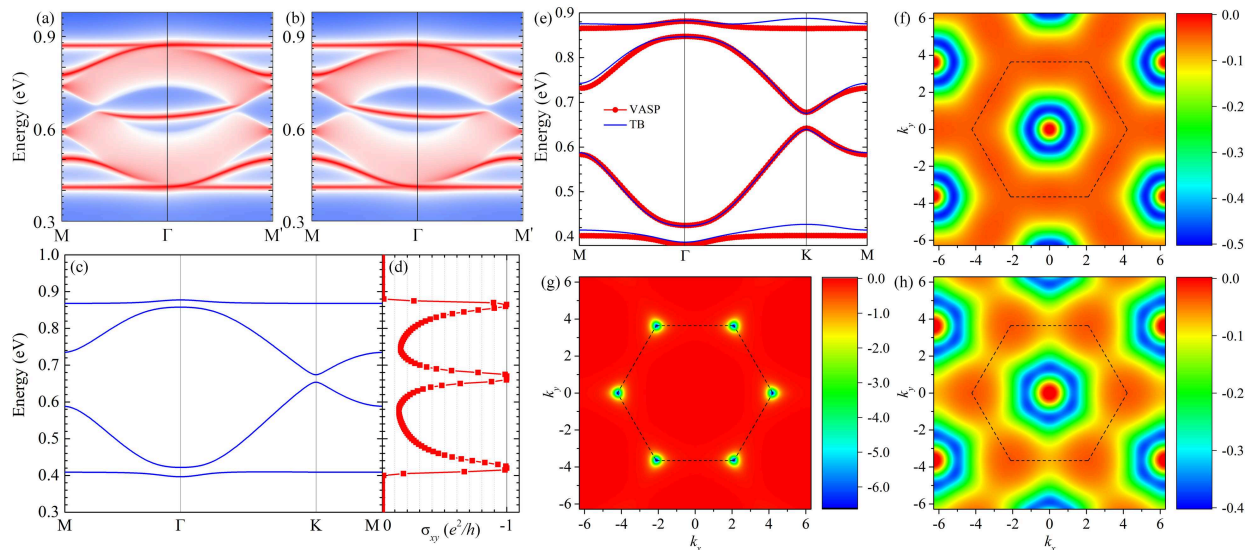 (a)
(b)
Energy (eV)
0.9
0.6
0.3
M
Γ
M'
Energy (eV)
0.9
0.6
0.3
M
Γ
M'
(c)
(d)
Energy (eV)
1.0
0.9
0.8
0.7
0.6
0.5
0.4
0.3
M
Γ
K
M
0
-1
σxy (e²/h)
(e)
Energy (eV)
0.9
0.8
0.7
0.6
0.5
0.4
VASP
TB
M
Γ
K
M
(f)
ky
6
4
2
0
-2
-4
-6
-6
-4
-2
0
2
4
6
0.0
-0.1
-0.2
-0.3
-0.4
-0.5
(g)
ky
6
4
2
0
-2
-4
-6
-6
-4
-2
0
2
4
6
kx
0.0
-1.0
-2.0
-3.0
-4.0
-5.0
-6.0
(h)
ky
6
4
2
0
-2
-4
-6
-6
-4
-2
0
2
4
6
kx
0.0
-0.1
-0.2
-0.3
-0.4